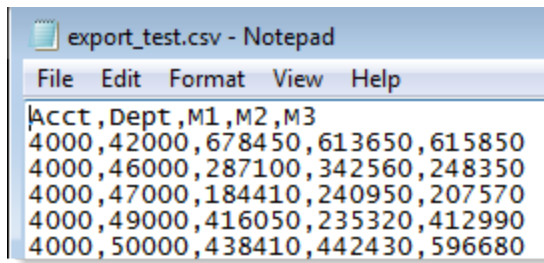 export_test.csv - Notepad
File Edit Format View Help
Acct,Dept,M1,M2,M3
4000,42000,678450,613650,615850
4000,46000,287100,342560,248350
4000,47000,184410,240950,207570
4000,49000,416050,235320,412990
4000,50000,438410,442430,596680